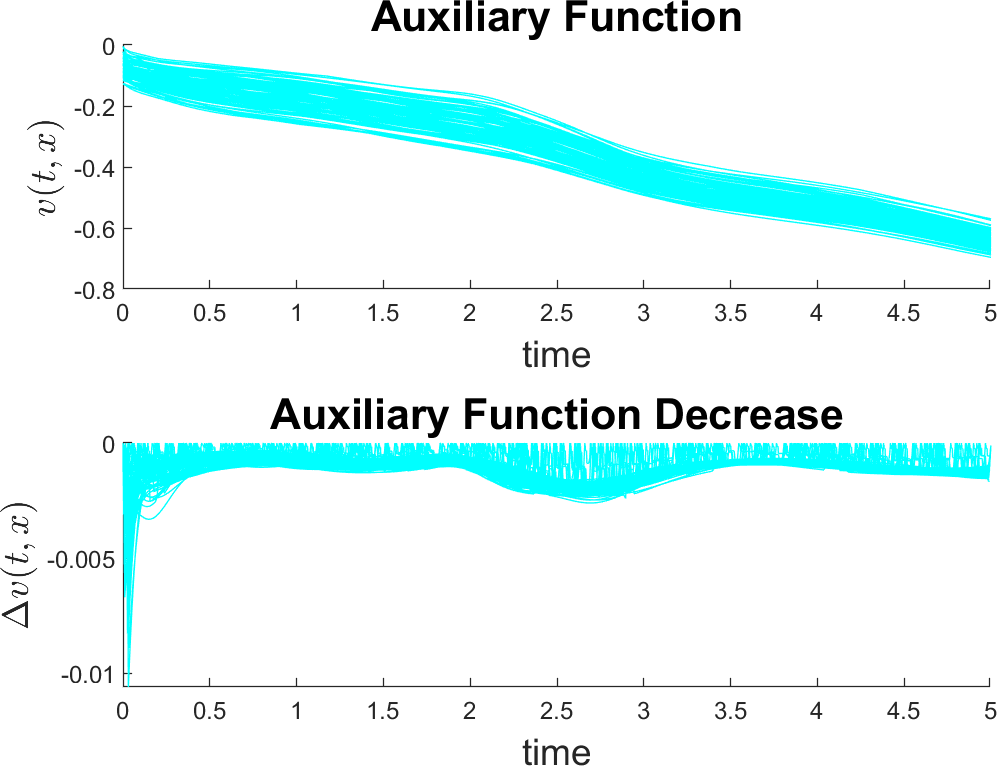 Auxiliary Function
v(t, x)
0
-0.2
-0.4
-0.6
-0.8
0 0.5 1 1.5 2 2.5 3 3.5 4 4.5 5
time
Auxiliary Function Decrease
Δv(t, x)
0
-0.005
-0.01
0 0.5 1 1.5 2 2.5 3 3.5 4 4.5 5
time